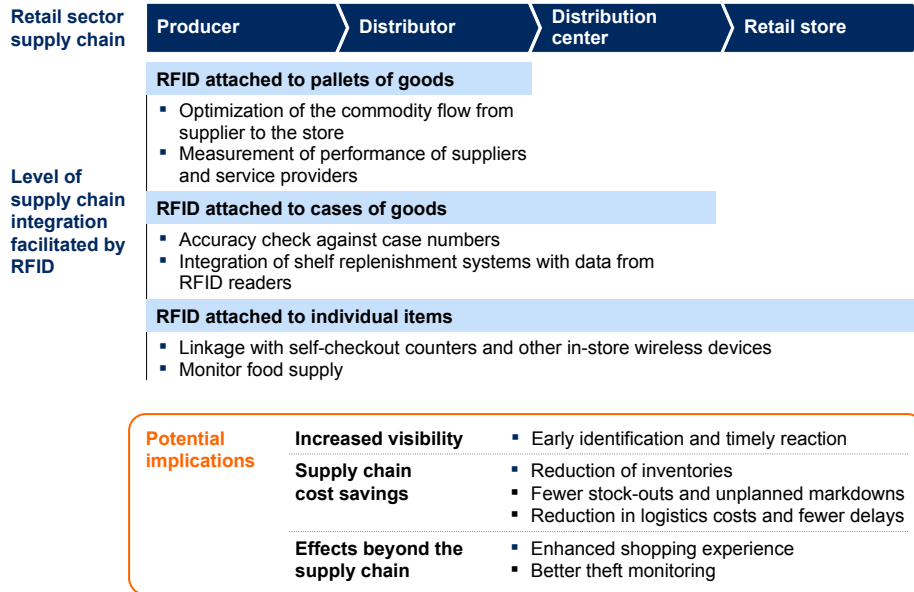 Retail sector
supply chain
Producer
Distributor
Distribution
center
Retail store
Level of
supply chain
integration
facilitated by
RFID
RFID attached to pallets of goods
▪ Optimization of the commodity flow from
supplier to the store
▪ Measurement of performance of suppliers
and service providers
RFID attached to cases of goods
▪ Accuracy check against case numbers
▪ Integration of shelf replenishment systems with data from
RFID readers
RFID attached to individual items
▪ Linkage with self-checkout counters and other in-store wireless devices
▪ Monitor food supply
Potential
implications
Increased visibility
▪ Early identification and timely reaction
Supply chain
cost savings
▪ Reduction of inventories
▪ Fewer stock-outs and unplanned markdowns
▪ Reduction in logistics costs and fewer delays
Effects beyond the
supply chain
▪ Enhanced shopping experience
▪ Better theft monitoring